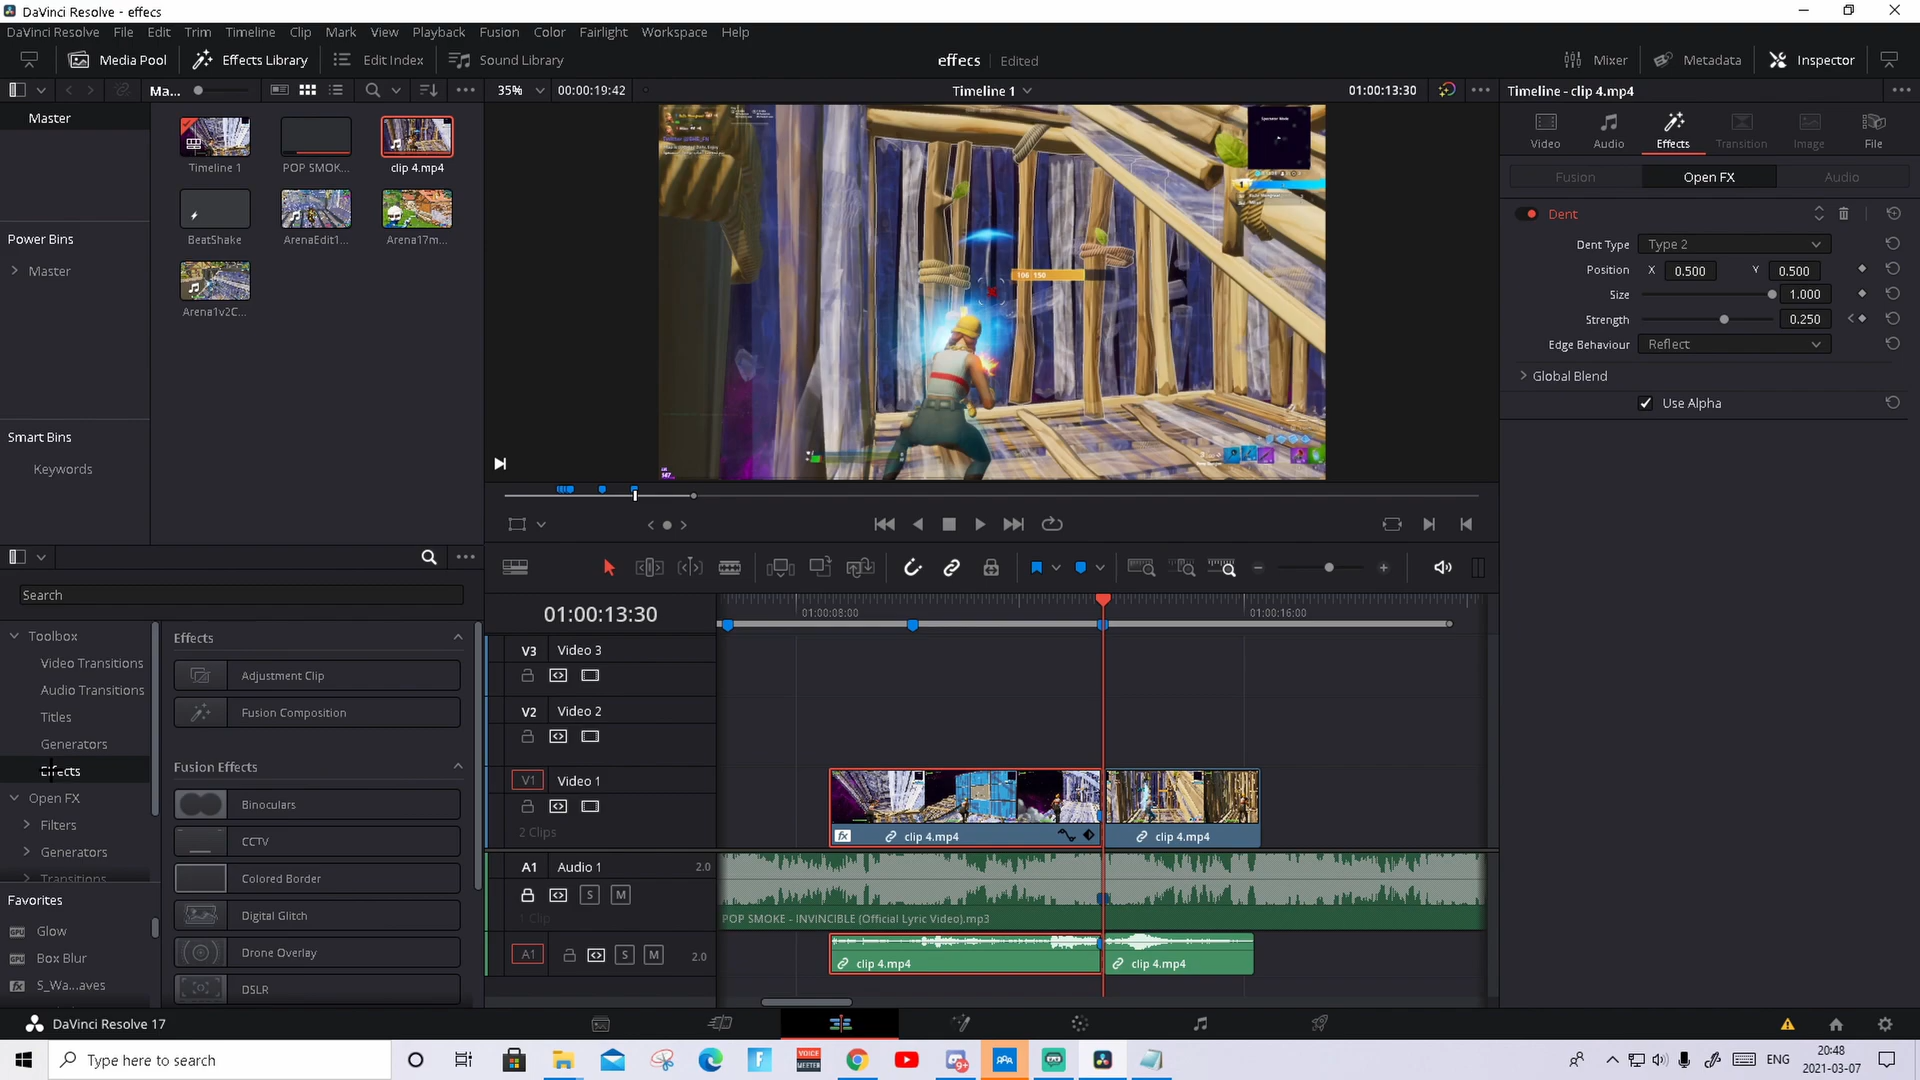 DaVinci Resolve - effecs
DaVinci Resolve File Edit Trim Timeline Clip Mark View Playback Fusion Color Fairlight Workspace Help
Media Pool Effects Library Edit Index Sound Library effecs Edited Mixer Metadata Inspector
Ma... 35% 00:00:19:42 Timeline 1 01:00:13:30 Timeline - clip 4.mp4
Master
Timeline 1 POP SMOK... clip 4.mp4
BeatShake ArenaEdit1... Arena17m...
Arena1v2C...
Power Bins
Master
Smart Bins
Keywords
106 150
Video Audio Effects Transition Image File
Fusion Open FX Audio
Dent
Dent Type Type 2
Position X 0.500 Y 0.500
Size 1.000
Strength 0.250
Edge Behaviour Reflect
Global Blend
Use Alpha
Search
Toolbox
Video Transitions
Audio Transitions
Titles
Generators
Effects
Open FX
Filters
Generators
Transitions
Favorites
Glow
Box Blur
S_Wa...aves
Effects
Adjustment Clip
Fusion Composition
Fusion Effects
Binoculars
CCTV
Colored Border
Digital Glitch
Drone Overlay
DSLR
01:00:13:30
01:00:08:00 01:00:16:00
V3 Video 3
V2 Video 2
V1 Video 1
2 Clips
clip 4.mp4 clip 4.mp4
A1 Audio 1 2.0
S M
1 Clip
POP SMOKE - INVINCIBLE (Official Lyric Video).mp3
A1 S M 2.0
clip 4.mp4 clip 4.mp4
DaVinci Resolve 17
Type here to search
VOICE MEETER
ENG
20:48
2021-03-07